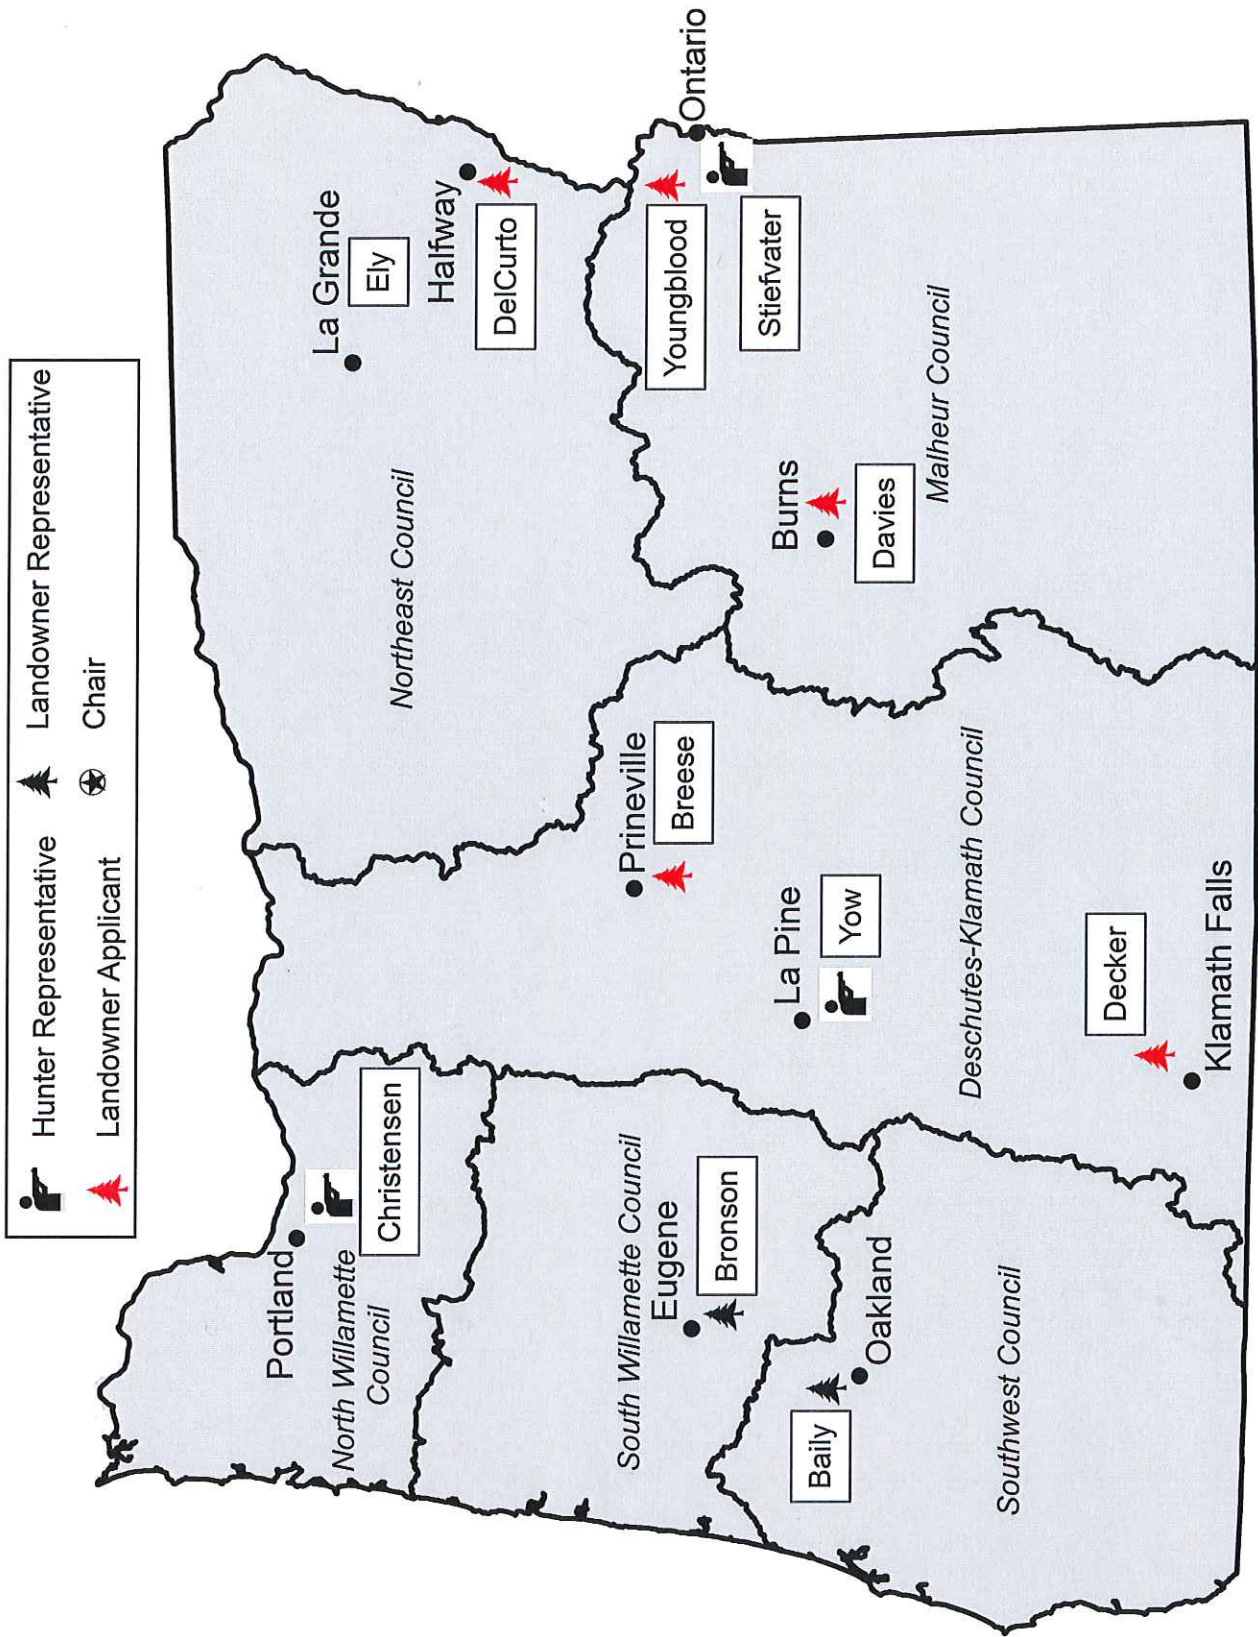 Hunter Representative
Landowner Representative
Landowner Applicant
Chair
Portland
Christensen
North Willamette
Council
La Grande
Ely
Halfway
DelCurto
Northeast Council
South Willamette Council
Eugene
Bronson
Prineville
Breese
Youngblood
Ontario
Stiefvater
Burns
Davies
Malheur Council
La Pine
Yow
Deschutes-Klamath Council
Baily
Oakland
Southwest Council
Decker
Klamath Falls